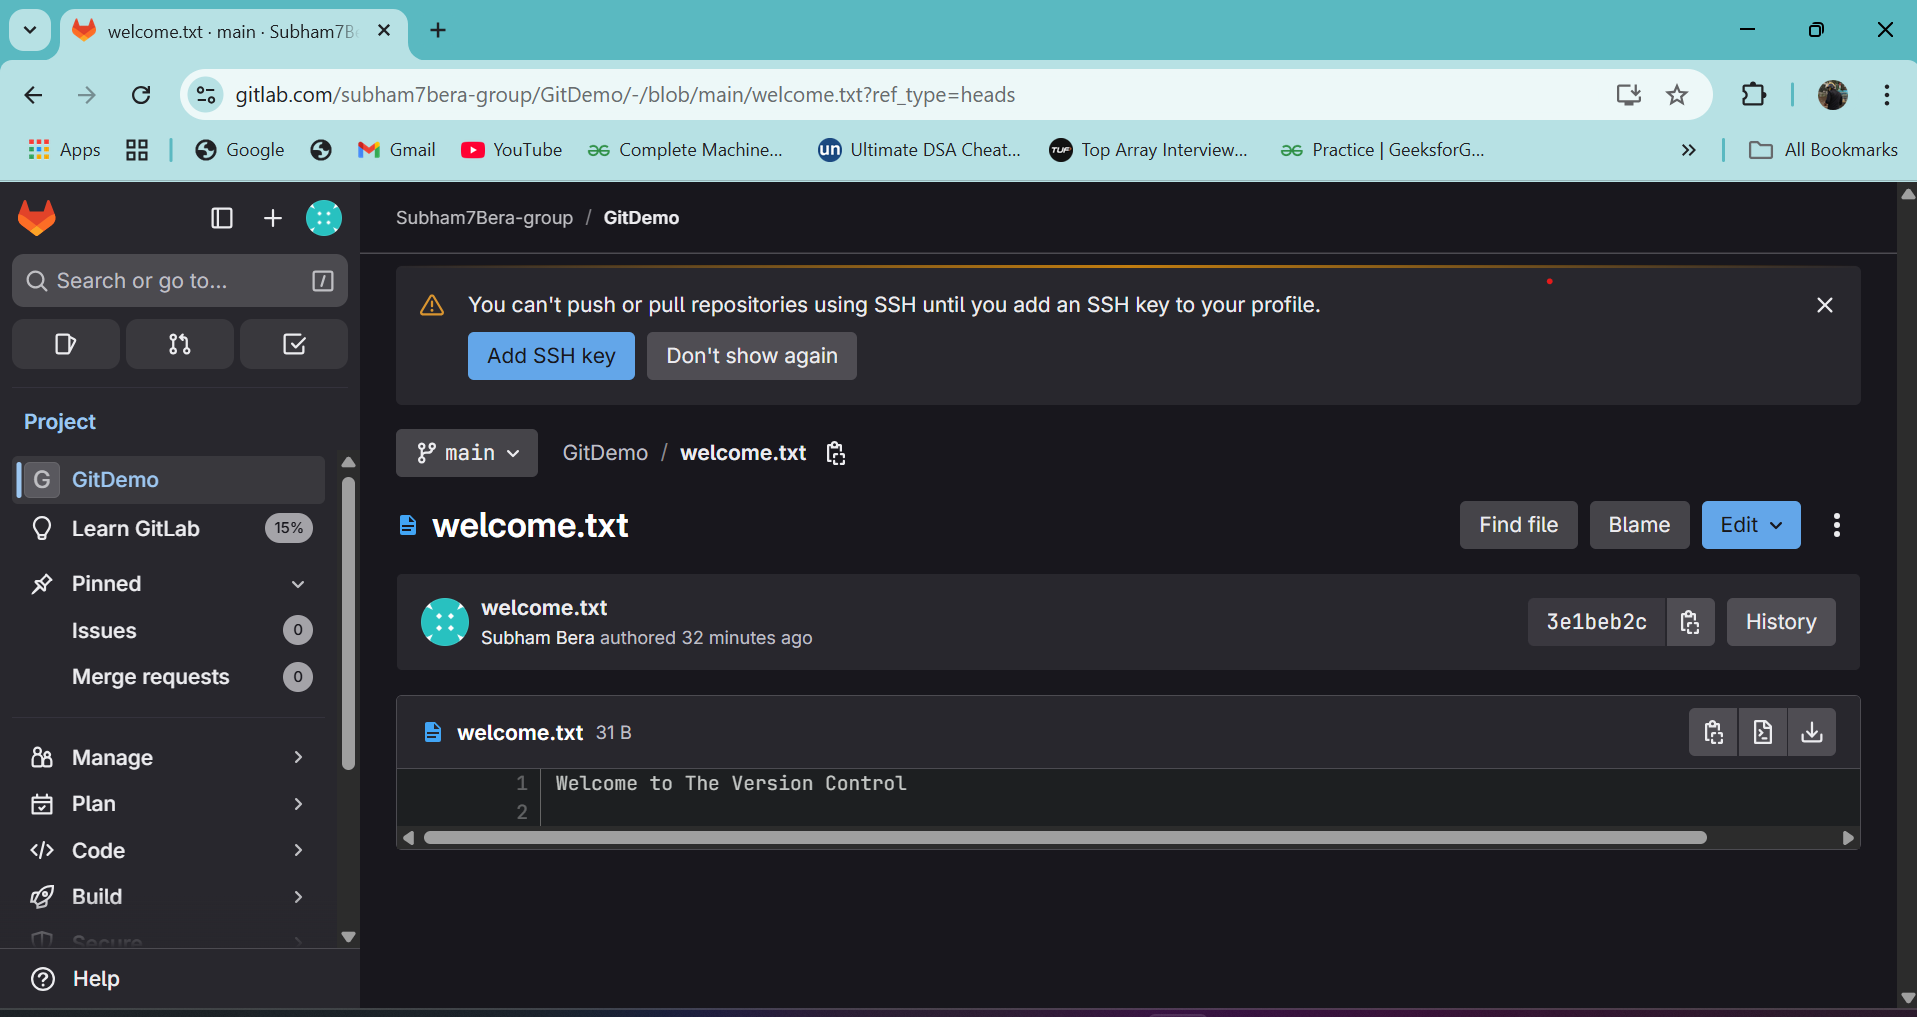 welcome.txt · main · Subham7B
gitlab.com/subham7bera-group/GitDemo/-/blob/main/welcome.txt?ref_type=heads
Apps Google Gmail YouTube Complete Machine... un Ultimate DSA Cheat... TUF Top Array Interview... Practice | GeeksforG... All Bookmarks
Subham7Bera-group / GitDemo
Search or go to... /
You can't push or pull repositories using SSH until you add an SSH key to your profile.
Add SSH key Don't show again
Project
G GitDemo
Learn GitLab 15%
Pinned
Issues 0
Merge requests 0
Manage
Plan
Code
Build
Secure
Help
main GitDemo / welcome.txt
welcome.txt
Find file Blame Edit
welcome.txt
Subham Bera authored 32 minutes ago
3e1beb2c History
welcome.txt 31 B
1 Welcome to The Version Control
2